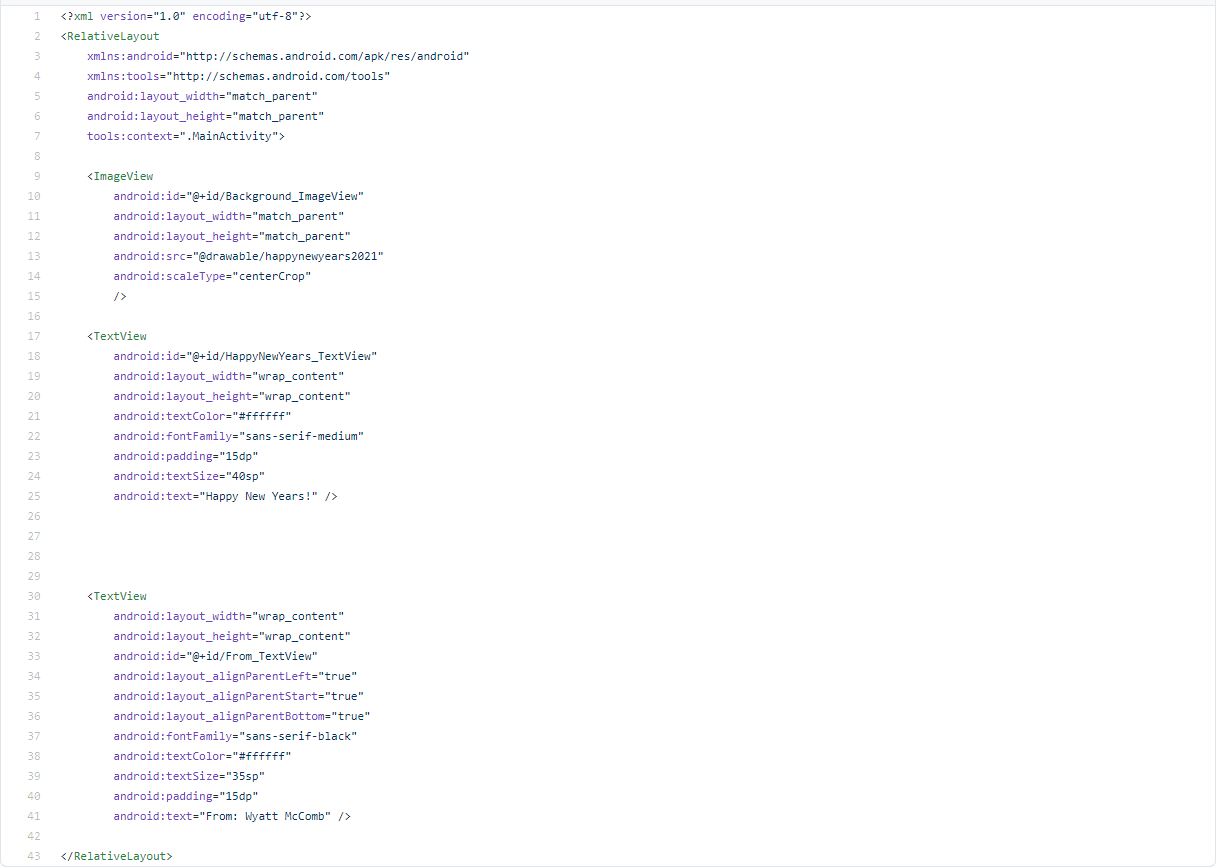 1 <?xml version="1.0" encoding="utf-8"?>
2 <RelativeLayout
3 xmlns:android="http://schemas.android.com/apk/res/android"
4 xmlns:tools="http://schemas.android.com/tools"
5 android:layout_width="match_parent"
6 android:layout_height="match_parent"
7 tools:context=".MainActivity">
8
9 <ImageView
10 android:id="@+id/Background_ImageView"
11 android:layout_width="match_parent"
12 android:layout_height="match_parent"
13 android:src="@drawable/happynewyears2021"
14 android:scaleType="centerCrop"
15 />
16
17 <TextView
18 android:id="@+id/HappyNewYears_TextView"
19 android:layout_width="wrap_content"
20 android:layout_height="wrap_content"
21 android:textColor="#ffffff"
22 android:fontFamily="sans-serif-medium"
23 android:padding="15dp"
24 android:textSize="40sp"
25 android:text="Happy New Years!" />
26
27
28
29
30 <TextView
31 android:layout_width="wrap_content"
32 android:layout_height="wrap_content"
33 android:id="@+id/From_TextView"
34 android:layout_alignParentLeft="true"
35 android:layout_alignParentStart="true"
36 android:layout_alignParentBottom="true"
37 android:fontFamily="sans-serif-black"
38 android:textColor="#ffffff"
39 android:textSize="35sp"
40 android:padding="15dp"
41 android:text="From: Wyatt McComb" />
42
43 </RelativeLayout>